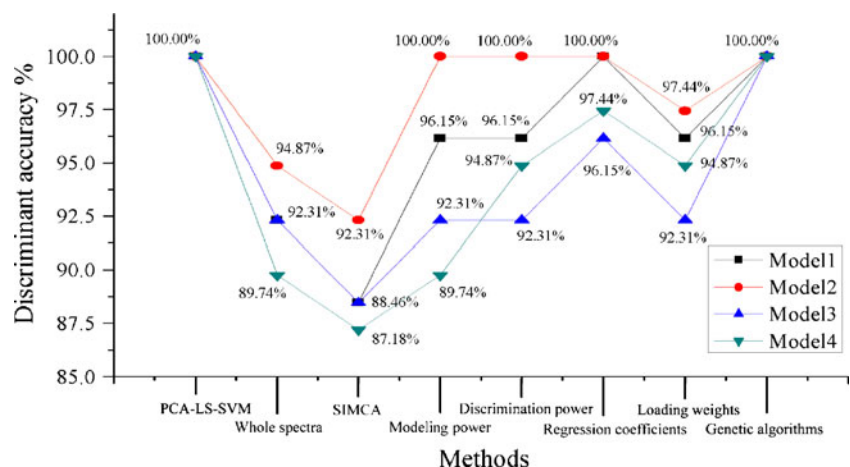 Discriminant accuracy %
100.0
97.5
95.0
92.5
90.0
87.5
85.0
100.00%
100.00%
100.00%
100.00%
100.00%
94.87%
92.31%
89.74%
92.31%
88.46%
87.18%
96.15%
92.31%
89.74%
96.15%
94.87%
92.31%
97.44%
96.15%
97.44%
96.15%
94.87%
92.31%
Model1
Model2
Model3
Model4
PCA-LS-SVM
Whole spectra
SIMCA
Modeling power
Discrimination power
Regression coefficients
Loading weights
Genetic algorithms
Methods